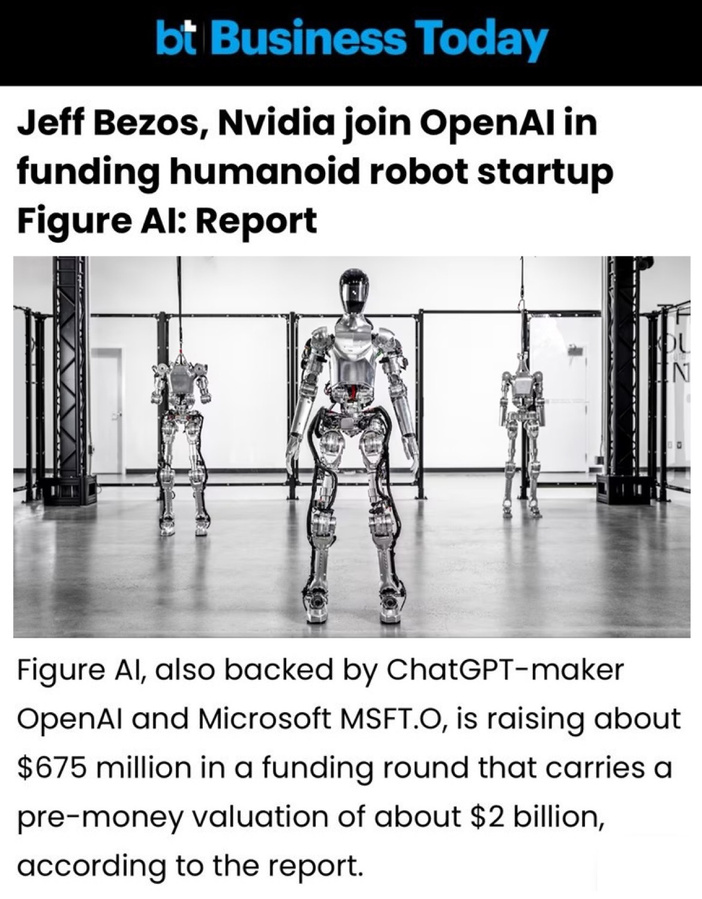 bt Business Today
Jeff Bezos, Nvidia join OpenAI in
funding humanoid robot startup
Figure AI: Report
Figure AI, also backed by ChatGPT-maker
OpenAI and Microsoft MSFT.O, is raising about
$675 million in a funding round that carries a
pre-money valuation of about $2 billion,
according to the report.